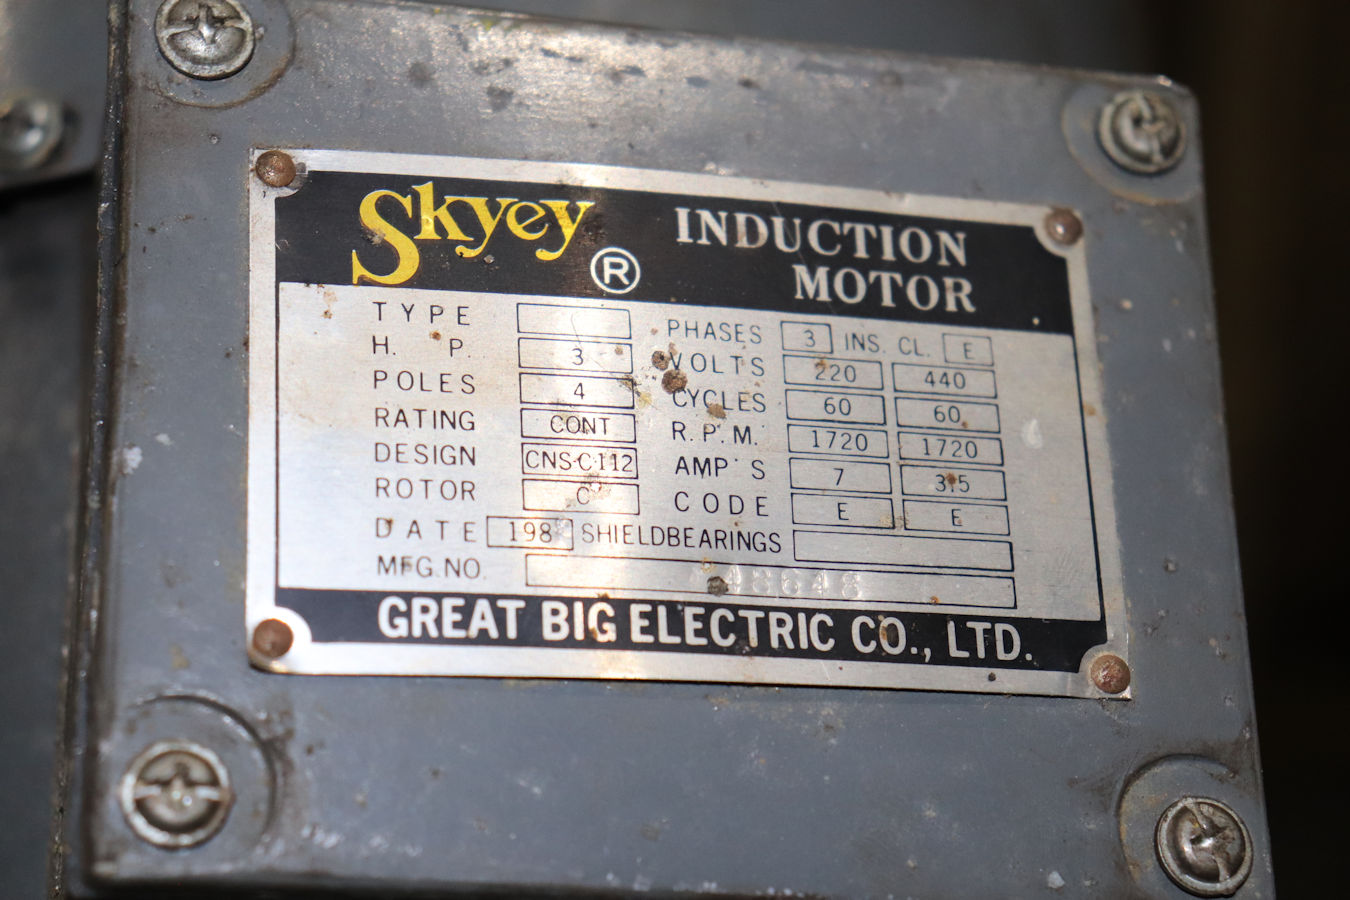 Skyey ® INDUCTION
MOTOR
TYPE PHASES 3 INS. CL. E
H. P. 3 VOLTS 220 440
POLES 4 CYCLES 60 60
RATING CONT R.P.M. 1720 1720
DESIGN CNS-C-112 AMP'S 7 3.5
ROTOR C CODE E E
DATE 198 SHIELDBEARINGS
MFG.NO.
GREAT BIG ELECTRIC CO., LTD.